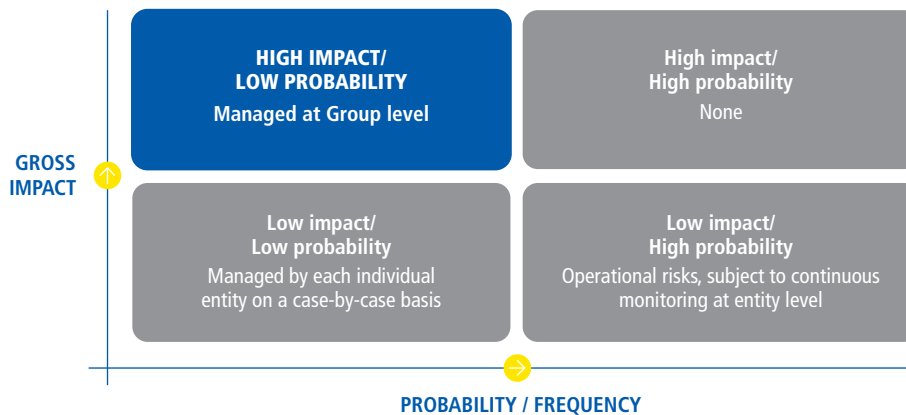 HIGH IMPACT/
LOW PROBABILITY
Managed at Group level
High impact/
High probability
None
GROSS
IMPACT
Low impact/
Low probability
Managed by each individual
entity on a case-by-case basis
Low impact/
High probability
Operational risks, subject to continuous
monitoring at entity level
PROBABILITY / FREQUENCY